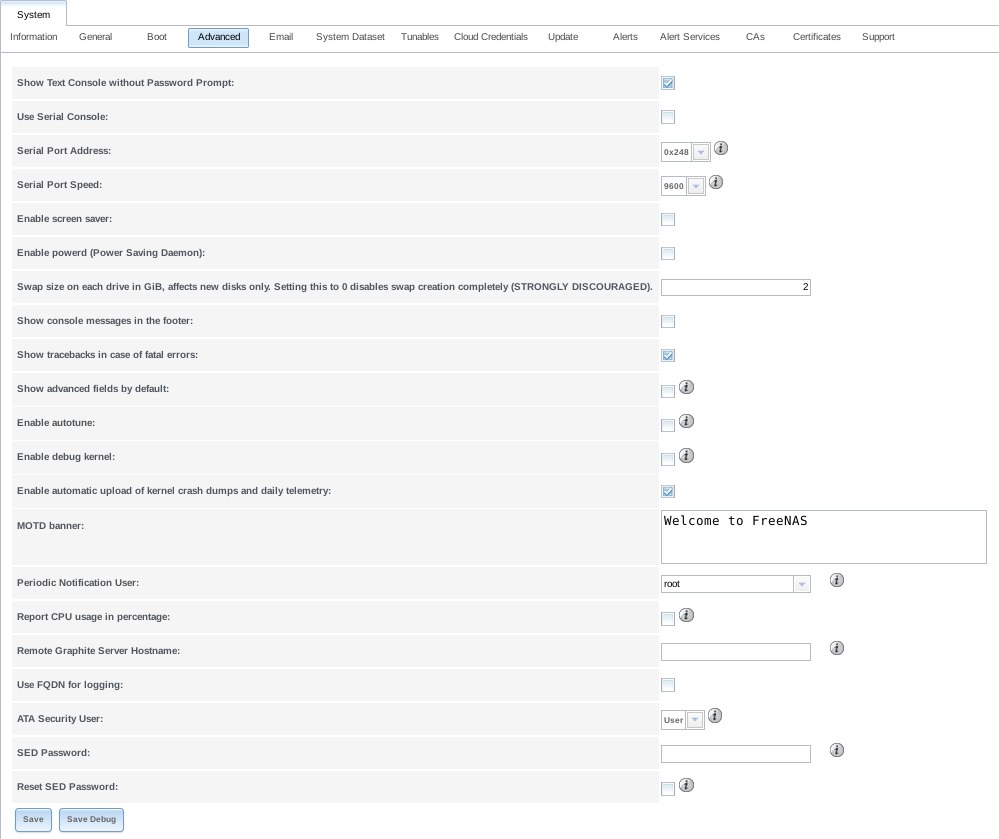 System
Information General Boot Advanced Email System Dataset Tunables Cloud Credentials Update Alerts Alert Services CAs Certificates Support
Show Text Console without Password Prompt:
Use Serial Console:
Serial Port Address: 0x248
Serial Port Speed: 9600
Enable screen saver:
Enable powerd (Power Saving Daemon):
Swap size on each drive in GiB, affects new disks only. Setting this to 0 disables swap creation completely (STRONGLY DISCOURAGED). 2
Show console messages in the footer:
Show tracebacks in case of fatal errors:
Show advanced fields by default:
Enable autotune:
Enable debug kernel:
Enable automatic upload of kernel crash dumps and daily telemetry:
MOTD banner: Welcome to FreeNAS
Periodic Notification User: root
Report CPU usage in percentage:
Remote Graphite Server Hostname:
Use FQDN for logging:
ATA Security User: User
SED Password:
Reset SED Password:
Save Save Debug